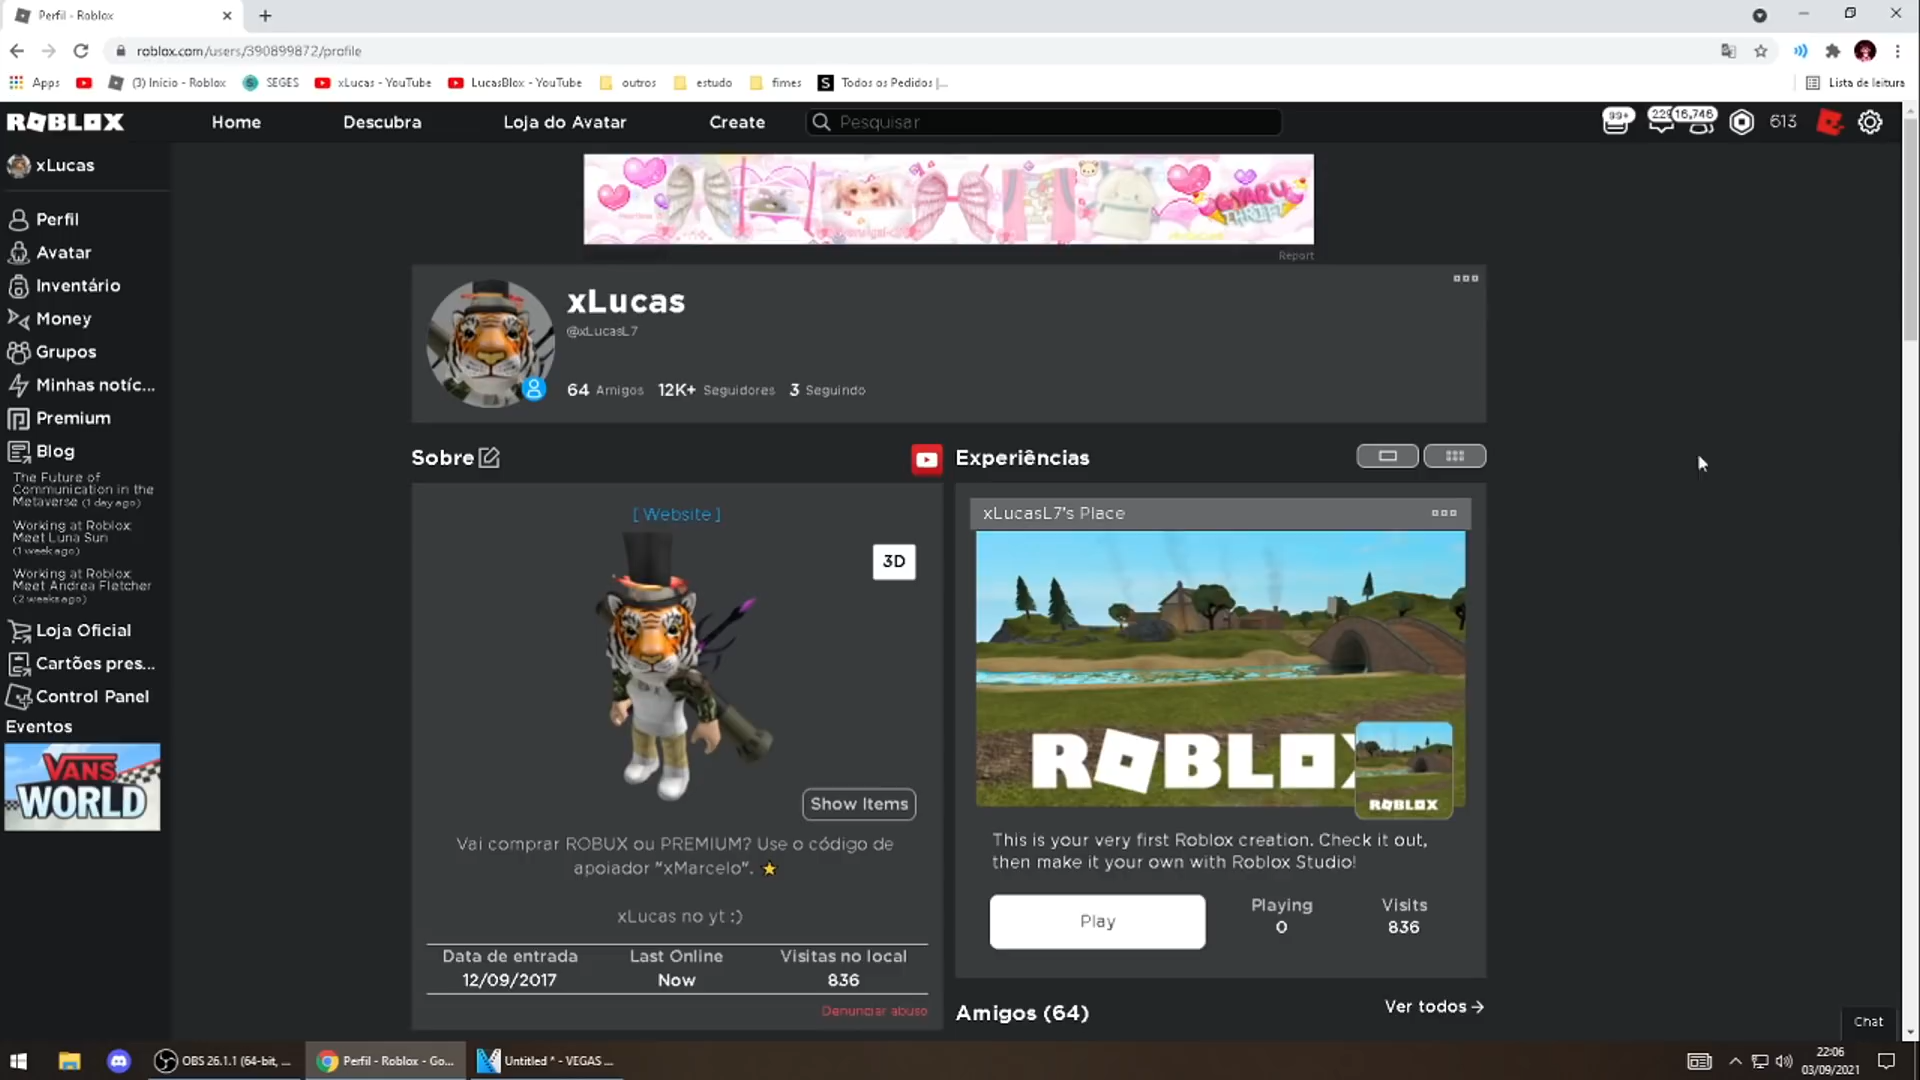 Perfil - Roblox
roblox.com/users/390899872/profile
Apps
(3) Início - Roblox
SEGES
xLucas - YouTube
LucasBlox - YouTube
outros
estudo
fimes
Todos os Pedidos |...
Lista de leitura
ROBLOX
Home
Descubra
Loja do Avatar
Create
Pesquisar
99+
229
16,746
613
xLucas
Perfil
Avatar
Inventário
Money
Grupos
Minhas notíc...
Premium
Blog
The Future of
Communication in the
Metaverse (1 day ago)
Working at Roblox:
Meet Luna Sun
(1 week ago)
Working at Roblox:
Meet Andrea Fletcher
(2 weeks ago)
Loja Oficial
Cartões pres...
Control Panel
Eventos
VANS
WORLD
GYARU
THRIFT
Report
xLucas
@xLucasL7
64 Amigos 12K+ Seguidores 3 Seguindo
Sobre
[ Website ]
3D
Show Items
Vai comprar ROBUX ou PREMIUM? Use o código de
apoiador "xMarcelo". ⭐
xLucas no yt :)
Data de entrada
12/09/2017
Last Online
Now
Visitas no local
836
Denunciar abuso
Experiências
xLucasL7's Place
ROBLOX
ROBLOX
This is your very first Roblox creation. Check it out,
then make it your own with Roblox Studio!
Play
Playing
0
Visits
836
Amigos (64)
Ver todos →
Chat
OBS 26.1.1 (64-bit, ...
Perfil - Roblox - Go...
Untitled * - VEGAS ...
22:06
03/09/2021